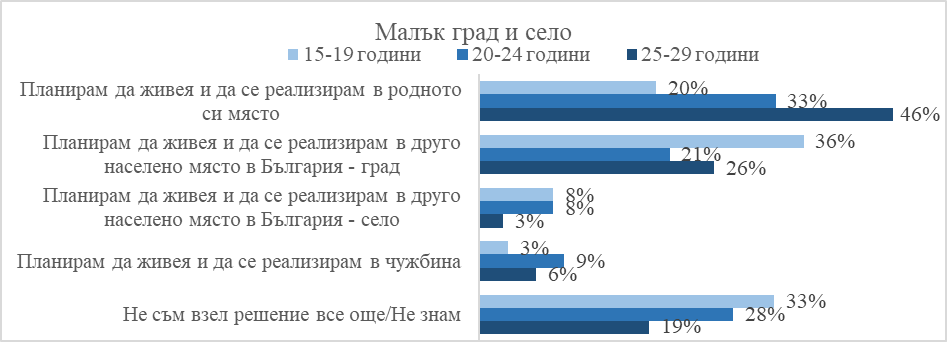 Малък град и село
15-19 години 20-24 години 25-29 години
Планирам да живея и да се реализирам в родното
си място
20%
33%
46%
Планирам да живея и да се реализирам в друго
населено място в България - град
36%
21%
26%
Планирам да живея и да се реализирам в друго
населено място в България - село
8%
8%
3%
Планирам да живея и да се реализирам в чужбина
3%
9%
6%
Не съм взел решение все още/Не знам
33%
28%
19%